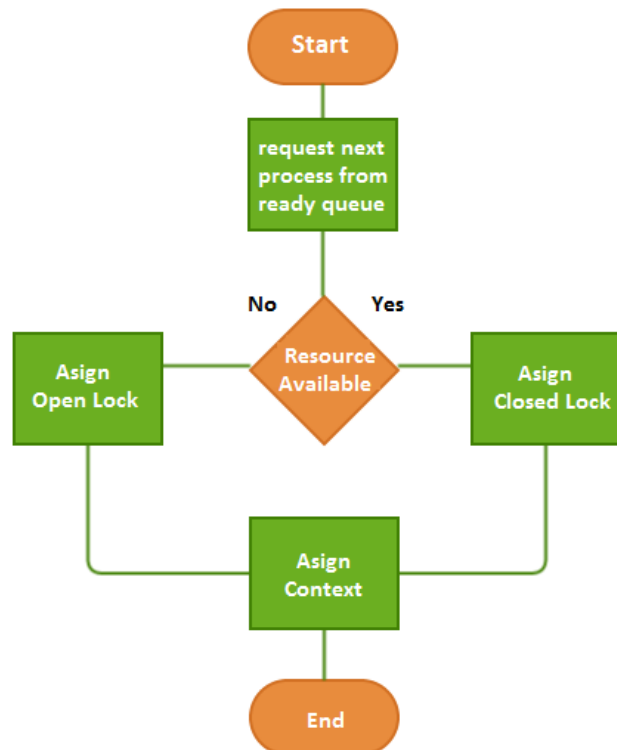 Start
request next
process from
ready queue
No
Yes
Resource
Available
Asign
Open Lock
Asign
Closed Lock
Asign
Context
End